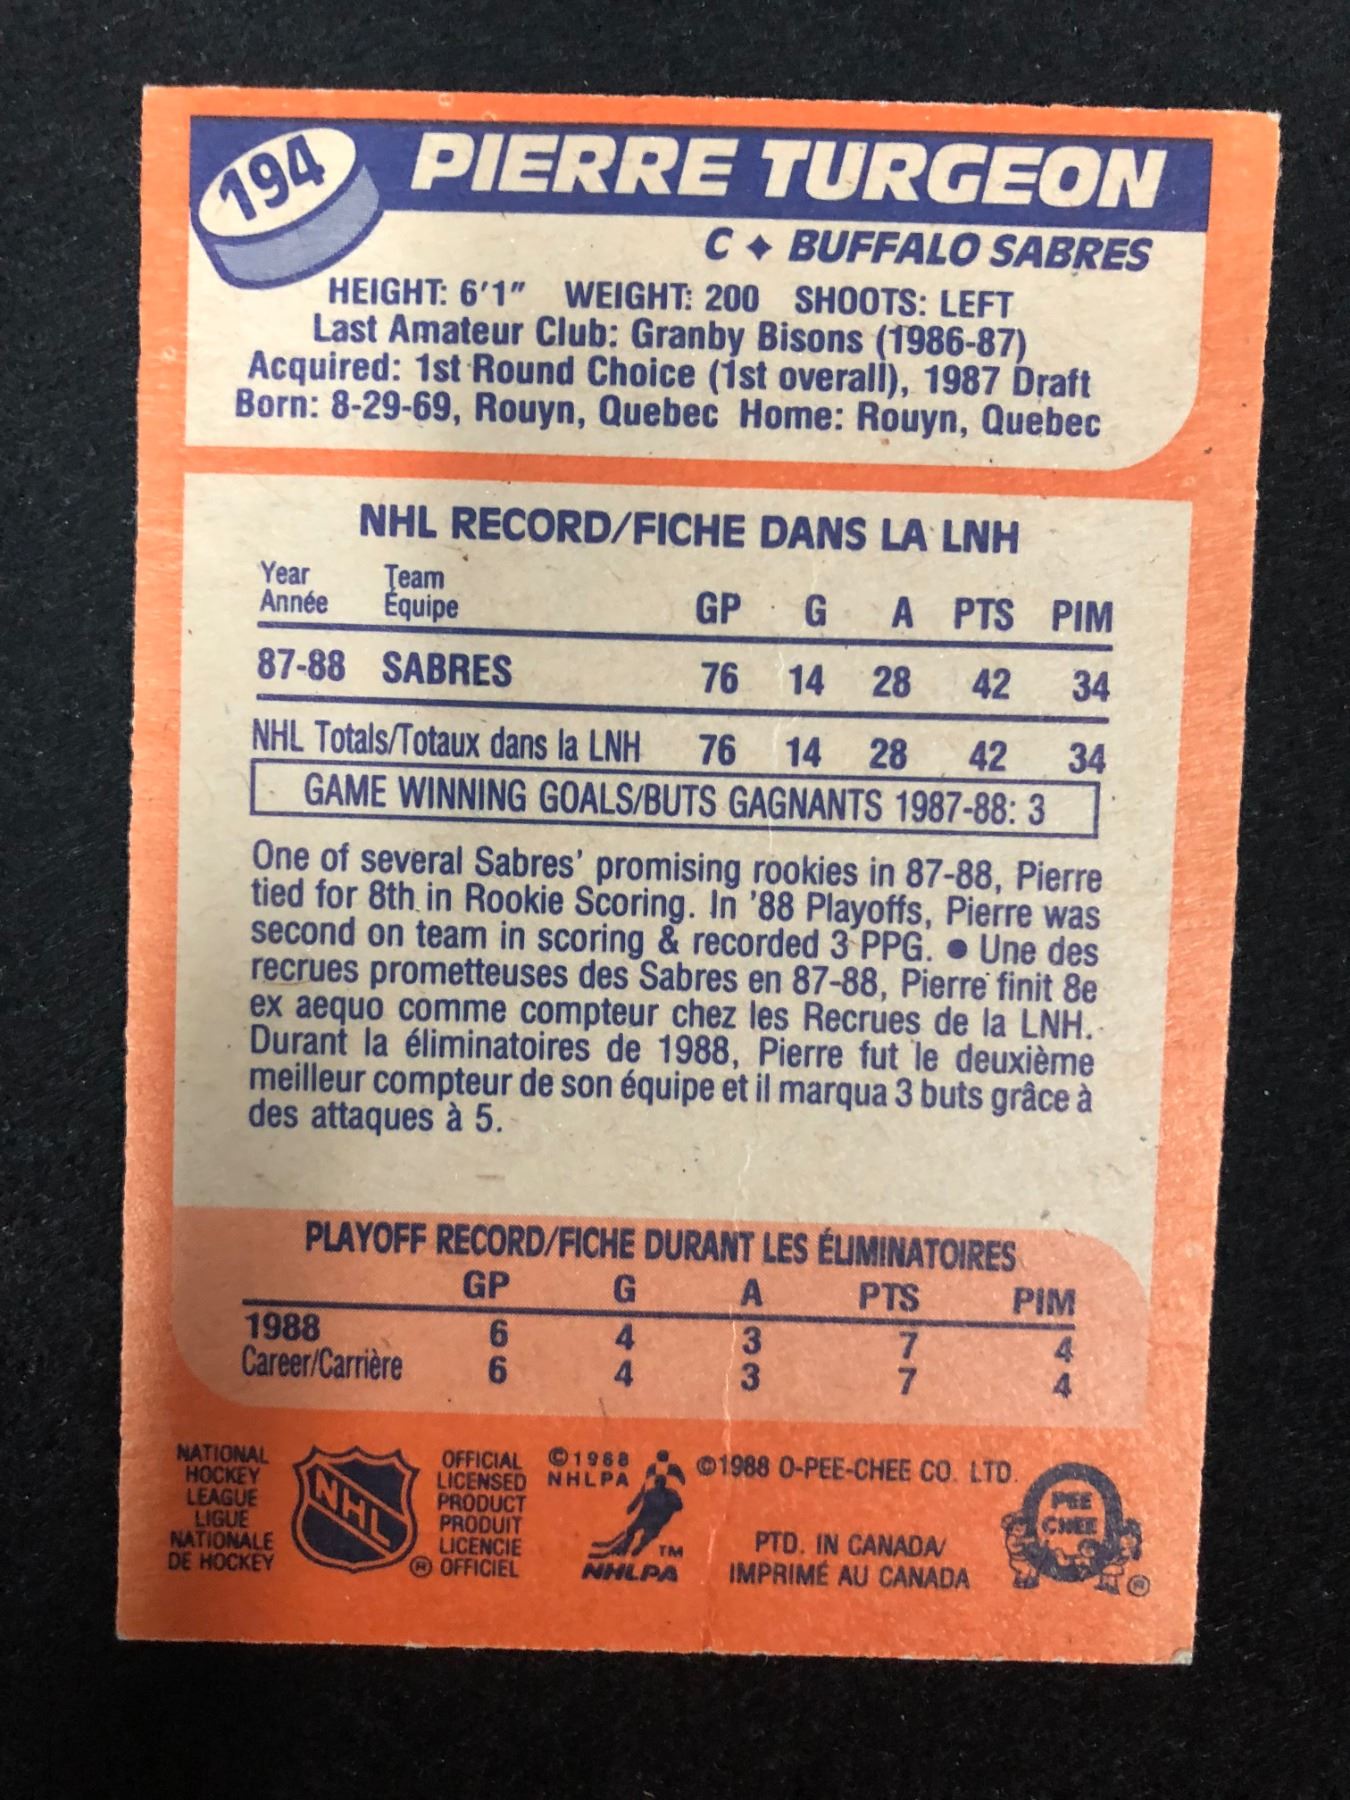 194
PIERRE TURGEON
C ✦ BUFFALO SABRES
HEIGHT: 6'1" WEIGHT: 200 SHOOTS: LEFT
Last Amateur Club: Granby Bisons (1986-87)
Acquired: 1st Round Choice (1st overall), 1987 Draft
Born: 8-29-69, Rouyn, Quebec Home: Rouyn, Quebec
NHL RECORD/FICHE DANS LA LNH
Year Team
Année Équipe GP G A PTS PIM
87-88 SABRES 76 14 28 42 34
NHL Totals/Totaux dans la LNH 76 14 28 42 34
GAME WINNING GOALS/BUTS GAGNANTS 1987-88: 3
One of several Sabres' promising rookies in 87-88, Pierre
tied for 8th in Rookie Scoring. In '88 Playoffs, Pierre was
second on team in scoring & recorded 3 PPG. ● Une des
recrues prometteuses des Sabres en 87-88, Pierre finit 8e
ex aequo comme compteur chez les Recrues de la LNH.
Durant la éliminatoires de 1988, Pierre fut le deuxième
meilleur compteur de son équipe et il marqua 3 buts grâce à
des attaques à 5.
PLAYOFF RECORD/FICHE DURANT LES ÉLIMINATOIRES
GP G A PTS PIM
1988 6 4 3 7 4
Career/Carrière 6 4 3 7 4
NATIONAL
HOCKEY
LEAGUE
LIGUE
NATIONALE
DE HOCKEY
NHL
®
OFFICIAL
LICENSED
PRODUCT
PRODUIT
LICENCIE
OFFICIEL
©1988
NHLPA
TM
NHLPA
©1988 O-PEE-CHEE CO. LTD.
PTD. IN CANADA/
IMPRIMÉ AU CANADA
O
PEE
CHEE
®